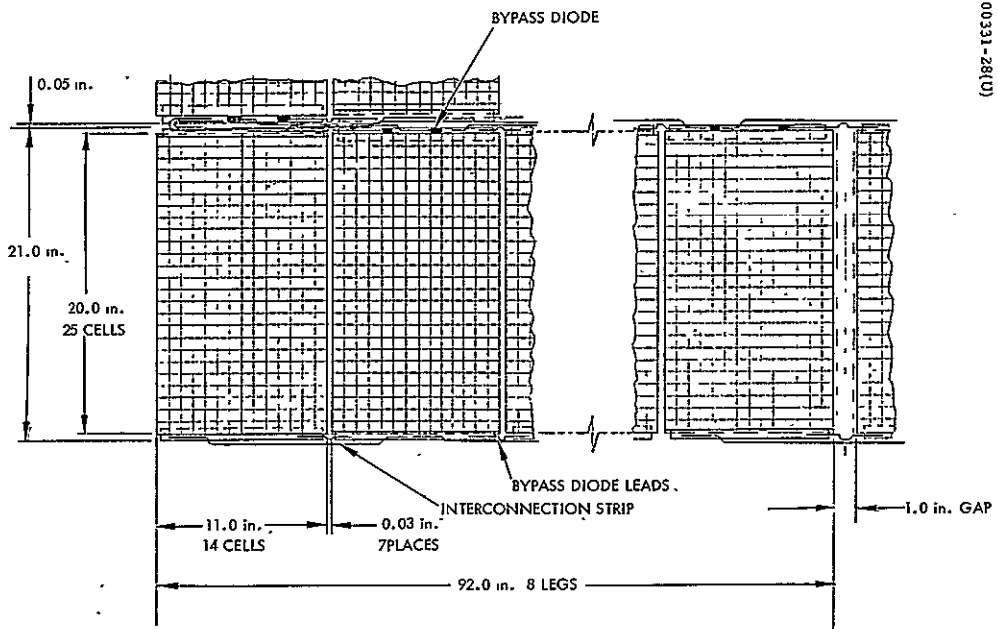 BYPASS DIODE
00331-28(U)
0.05 in.
21.0 in.
20.0 in.
25 CELLS
BYPASS DIODE LEADS
INTERCONNECTION STRIP
11.0 in.
14 CELLS
0.03 in.
7PLACES
1.0 in. GAP
92.0 in. 8 LEGS